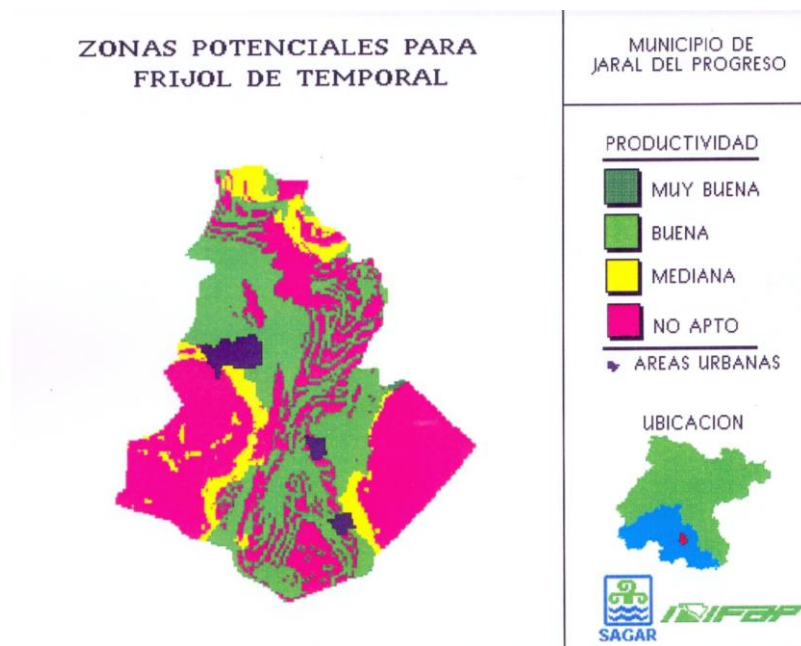 ZONAS POTENCIALES PARA
FRIJOL DE TEMPORAL
MUNICIPIO DE
JARAL DEL PROGRESO
PRODUCTIVIDAD
MUY BUENA
BUENA
MEDIANA
NO APTO
AREAS URBANAS
UBICACION
SAGAR
INIFAP